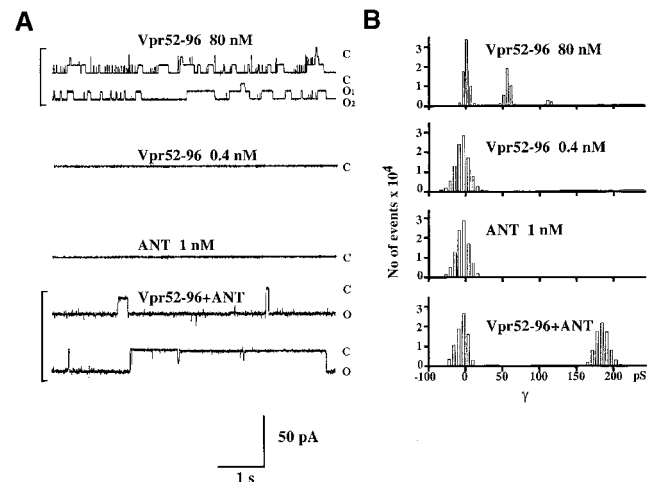 A
Vpr52-96 80 nM
C
C
O1
O2
Vpr52-96 0.4 nM
C
ANT 1 nM
C
Vpr52-96+ANT
C
O
C
O
50 pA
1 s
B
No of events x 10^4
3
2
1
0
Vpr52-96 80 nM
3
2
1
0
Vpr52-96 0.4 nM
3
2
1
0
ANT 1 nM
3
2
1
0
Vpr52-96+ANT
-100 0 50 100 150 200 pS
γ